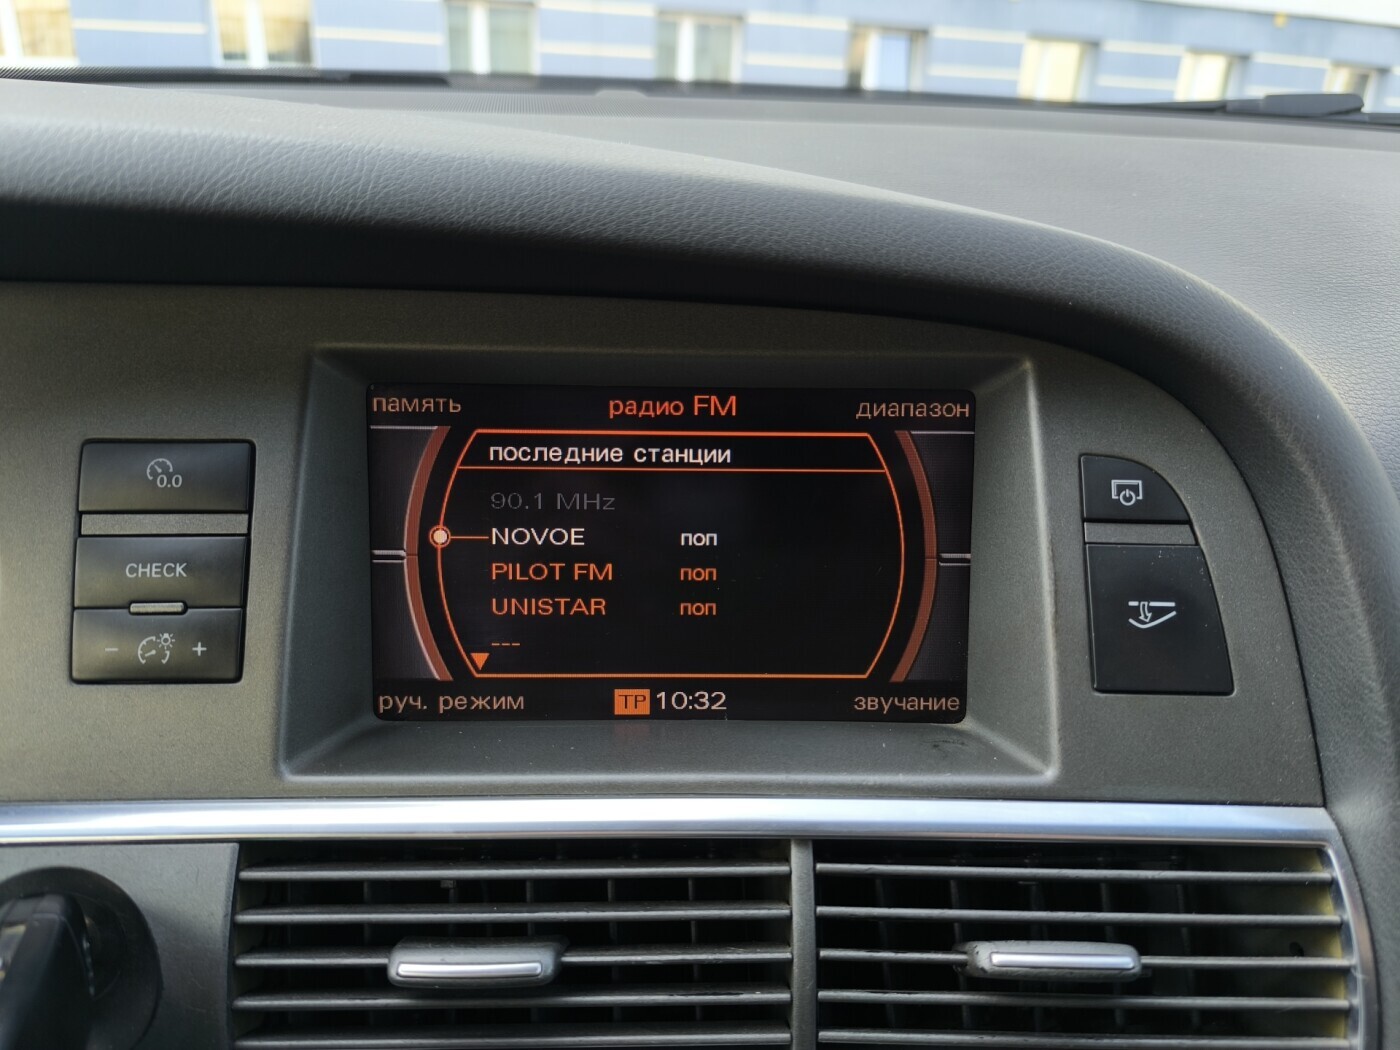 память радио FM диапазон
последние станции
90.1 MHz
NOVOE поп
PILOT FM поп
UNISTAR поп
---
руч. режим TP 10:32 звучание
0.0
CHECK
− +